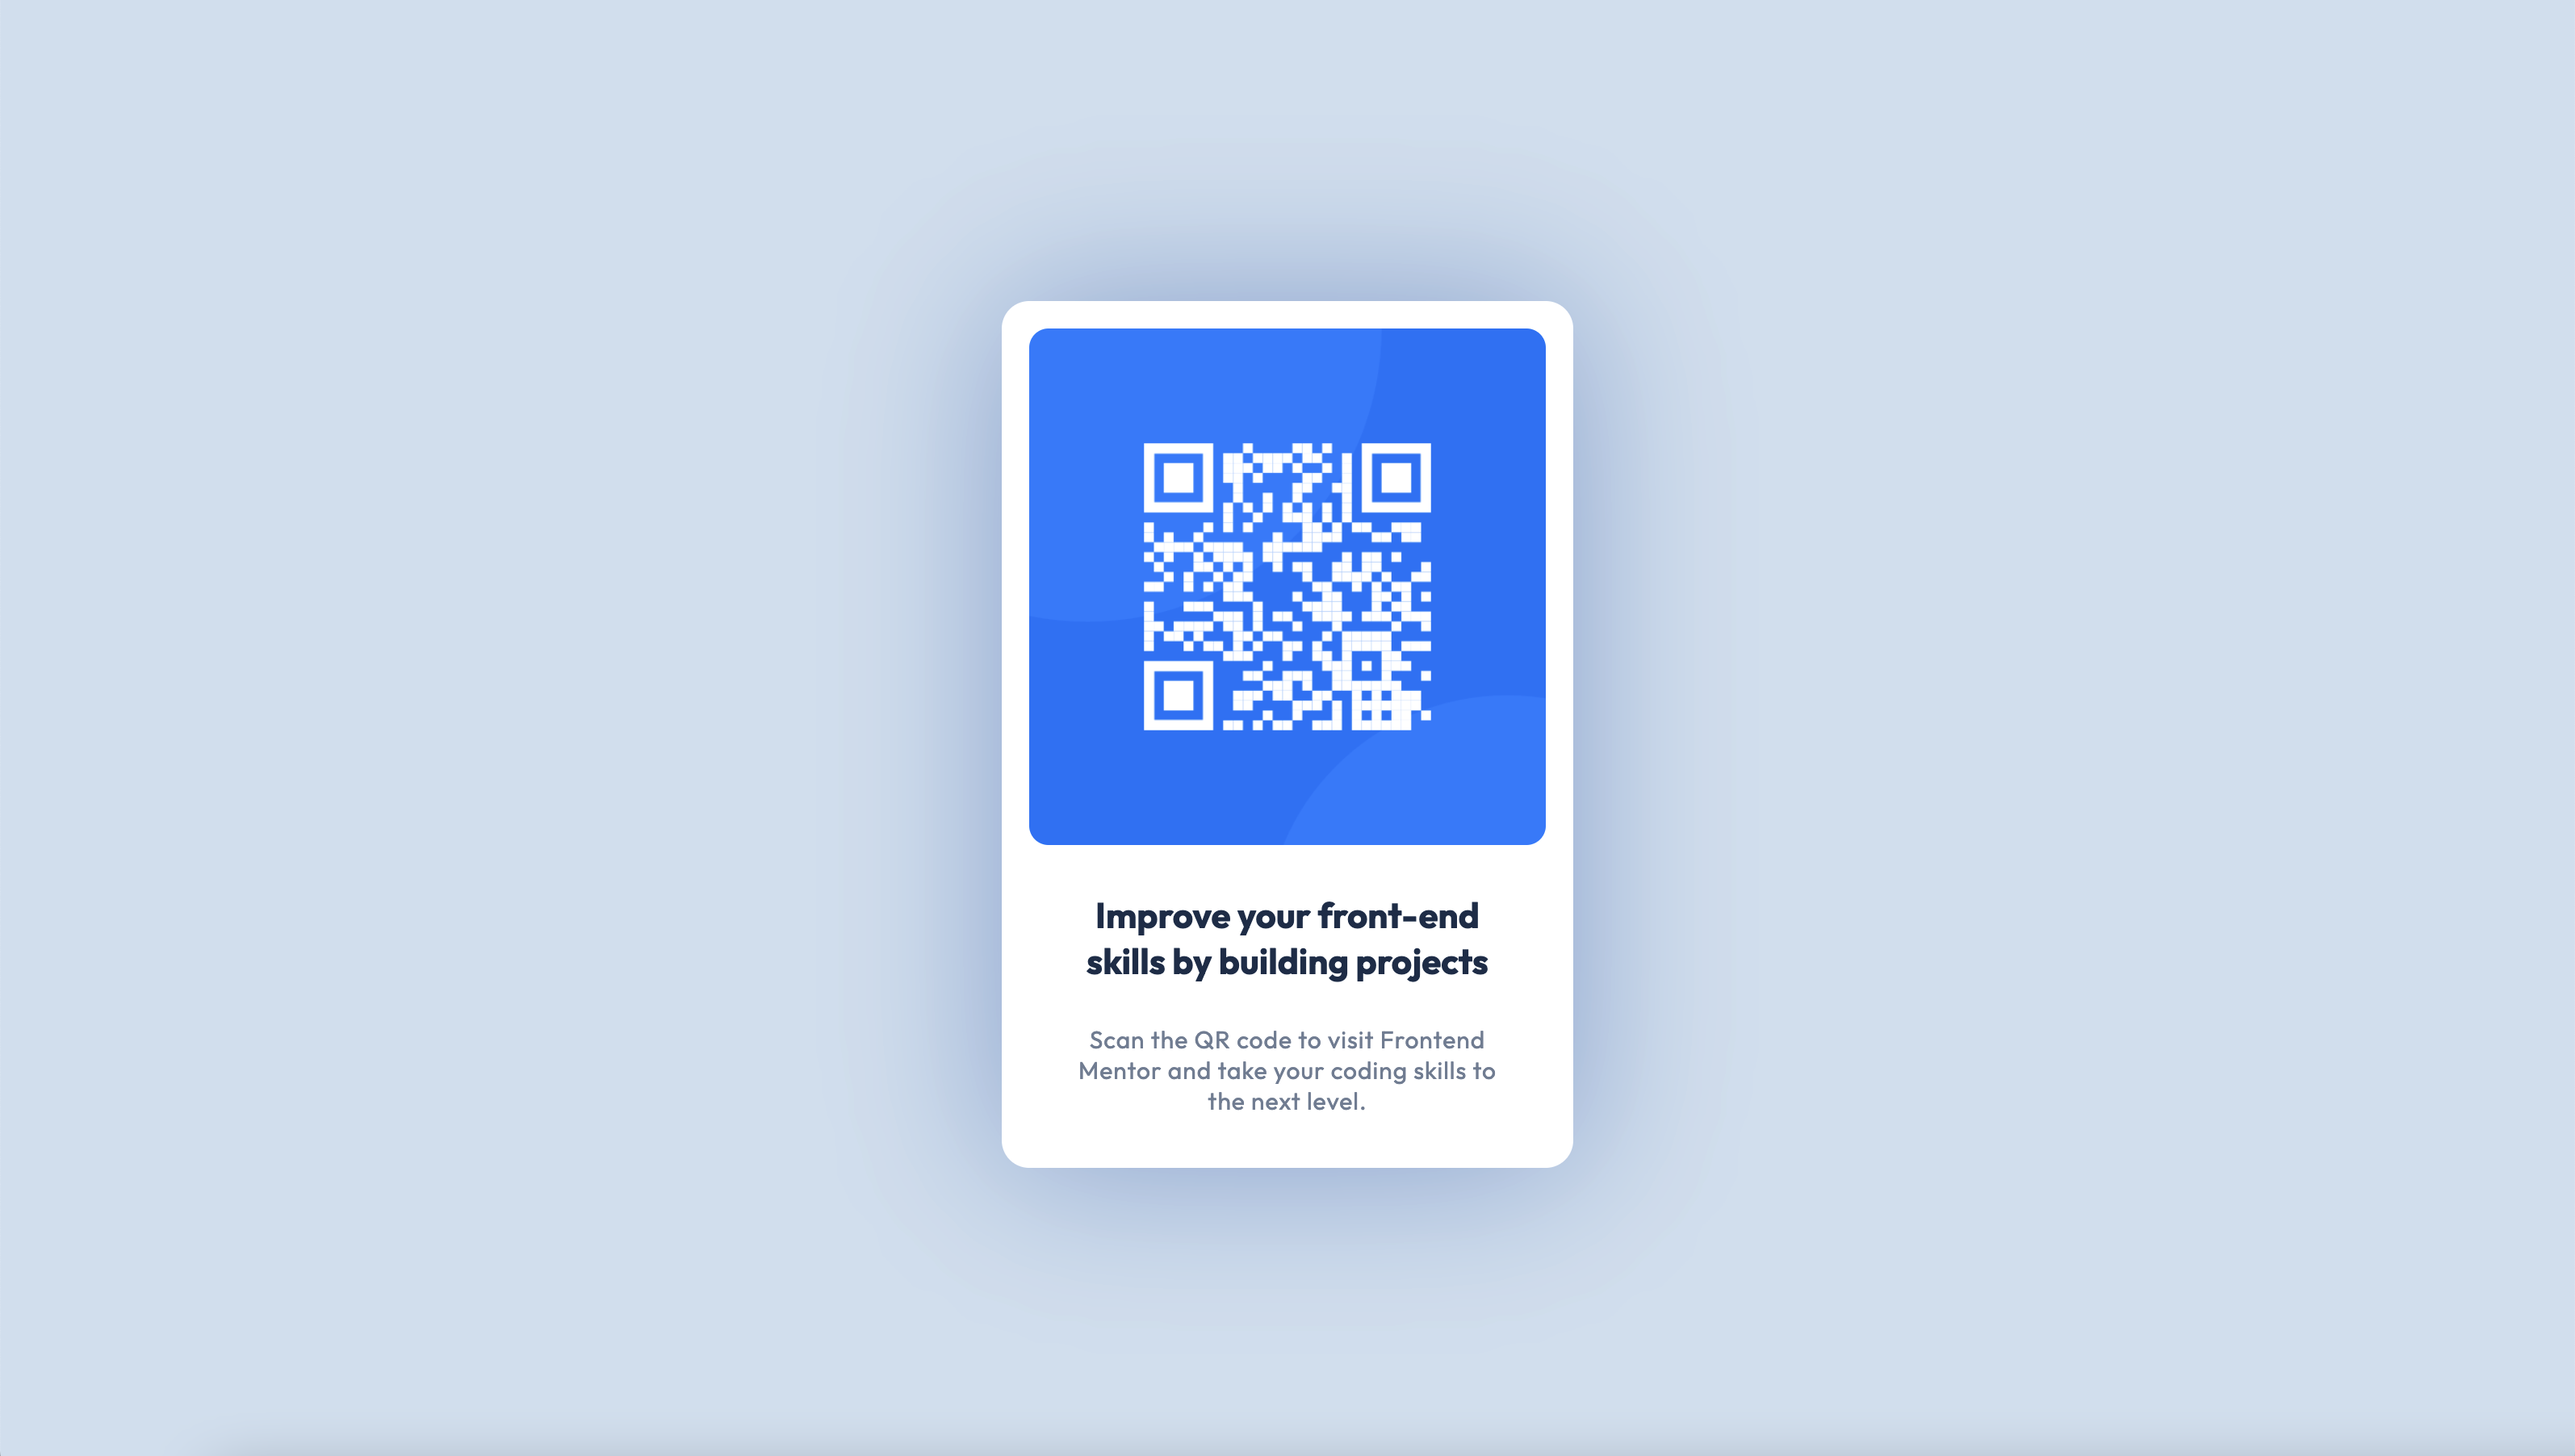 Improve your front-end
skills by building projects
Scan the QR code to visit Frontend
Mentor and take your coding skills to
the next level.